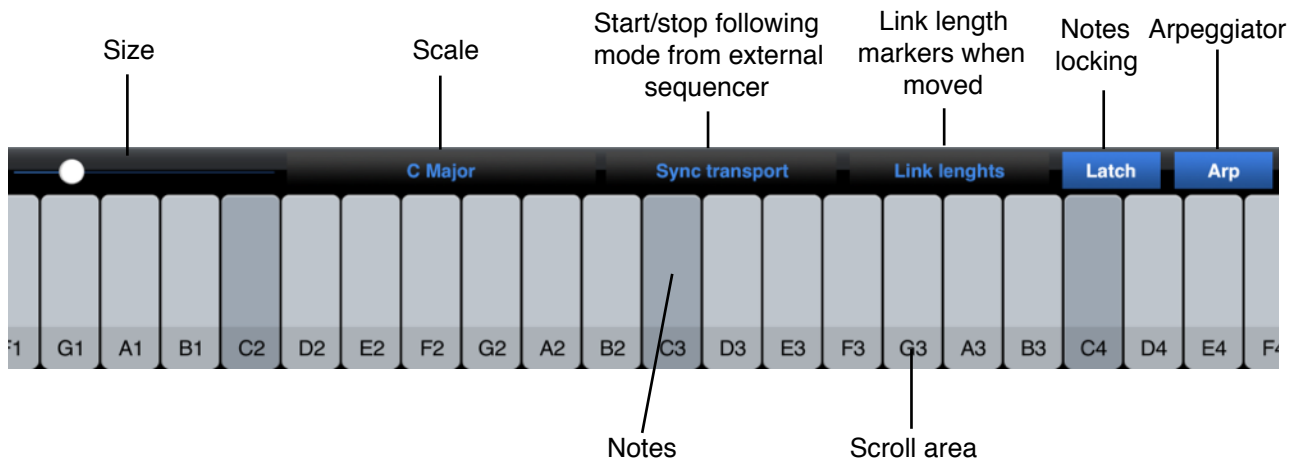 Size
Scale
Start/stop following
mode from external
sequencer
Link length
markers when
moved
Notes
locking
Arpeggiator
C Major
Sync transport
Link lenghts
Latch
Arp
F1 G1 A1 B1 C2 D2 E2 F2 G2 A2 B2 C3 D3 E3 F3 G3 A3 B3 C4 D4 E4 F4
Notes
Scroll area